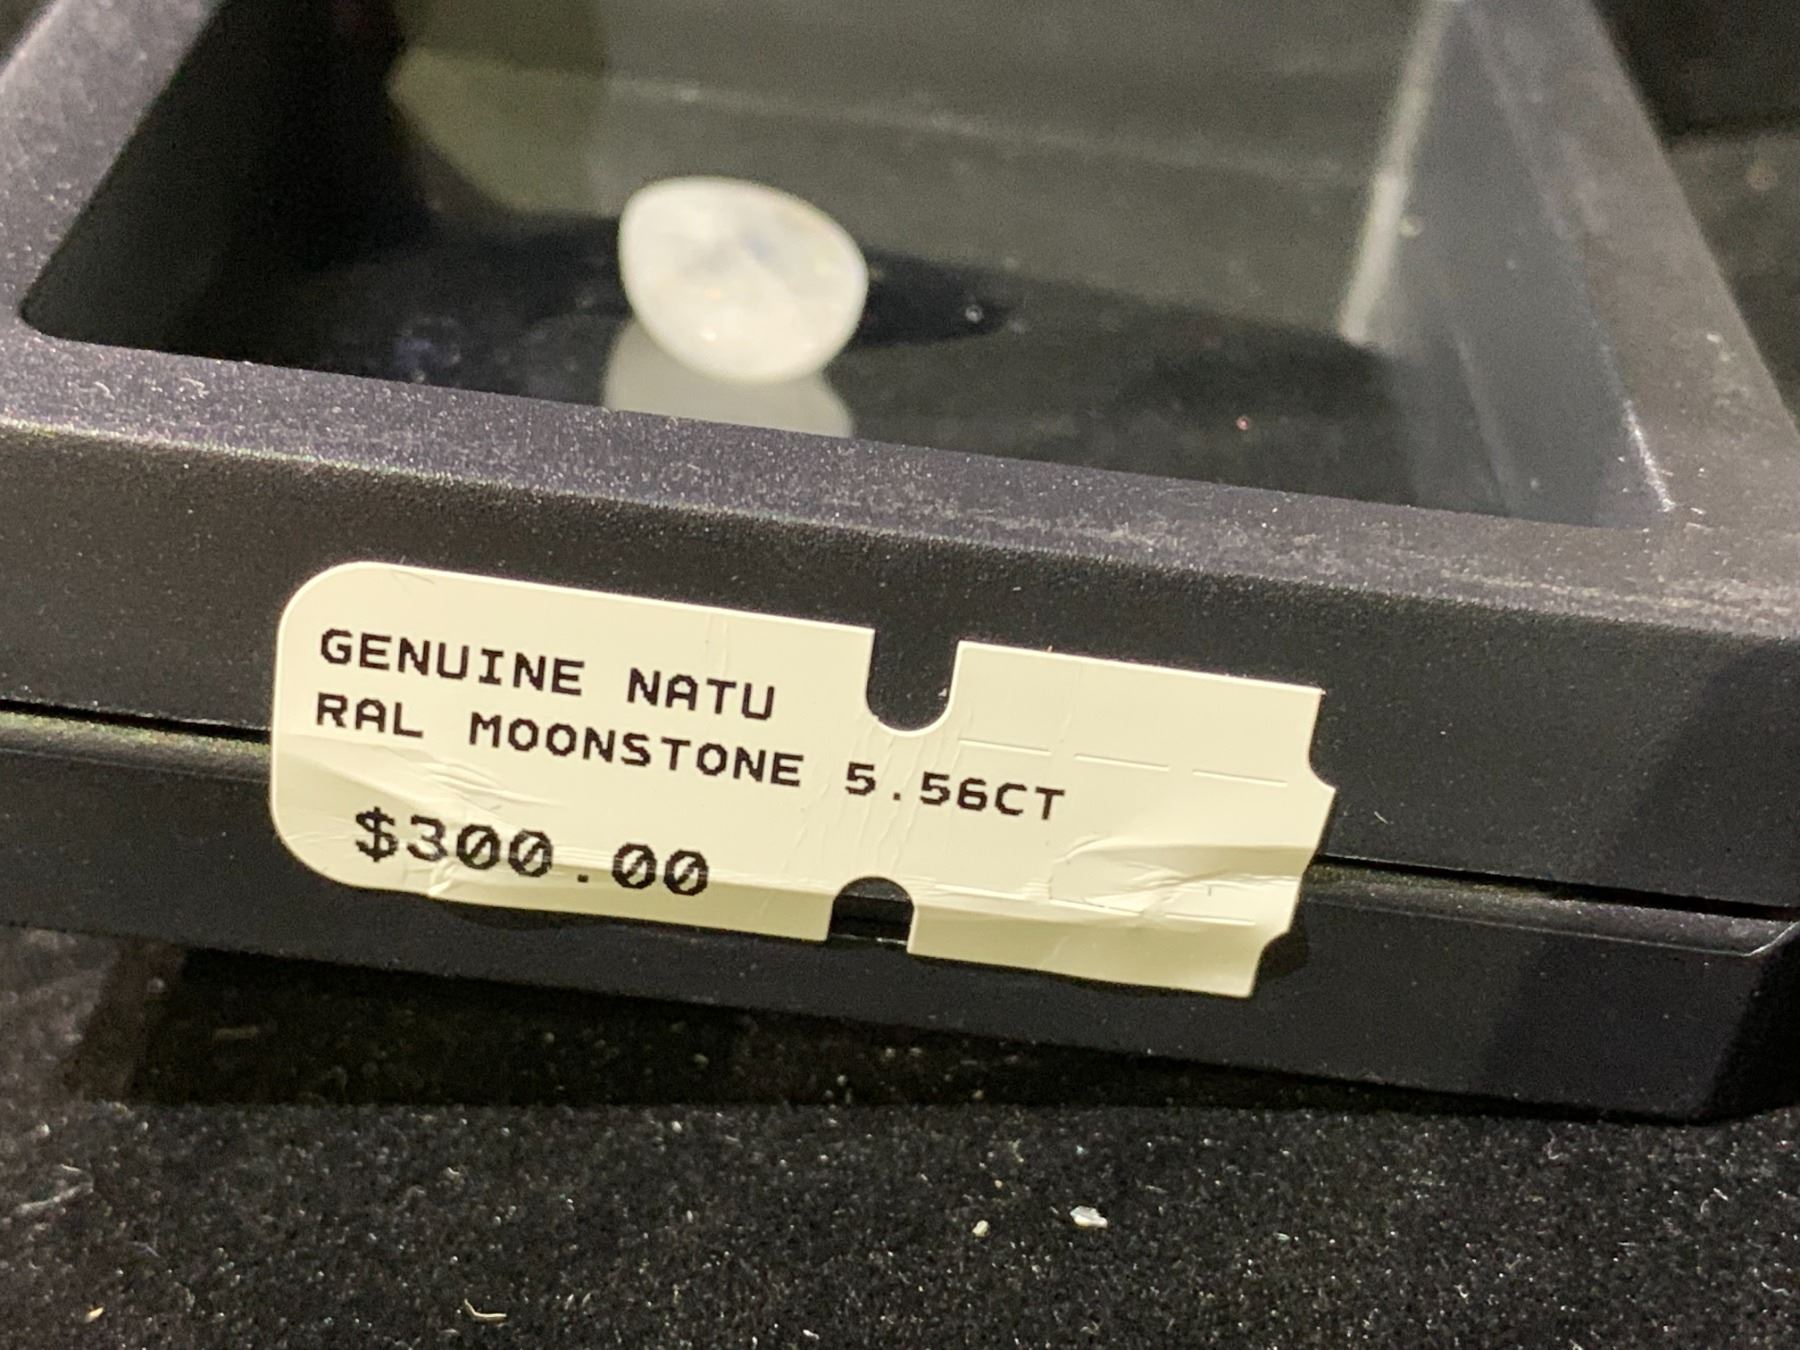 GENUINE NATU
RAL MOONSTONE 5.56CT
$300.00